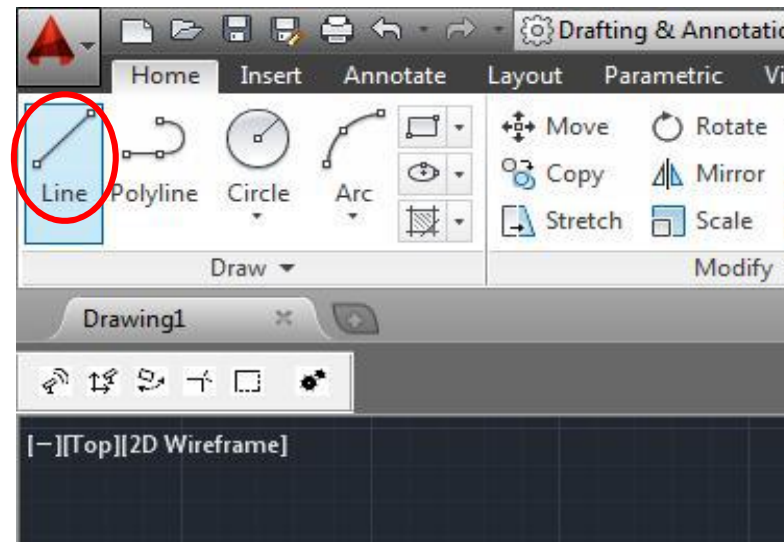 Drafting & Annotatio
Home Insert Annotate Layout Parametric Vi
Line Polyline Circle Arc
Move Rotate
Copy Mirror
Stretch Scale
Draw Modify
Drawing1
[−][Top][2D Wireframe]